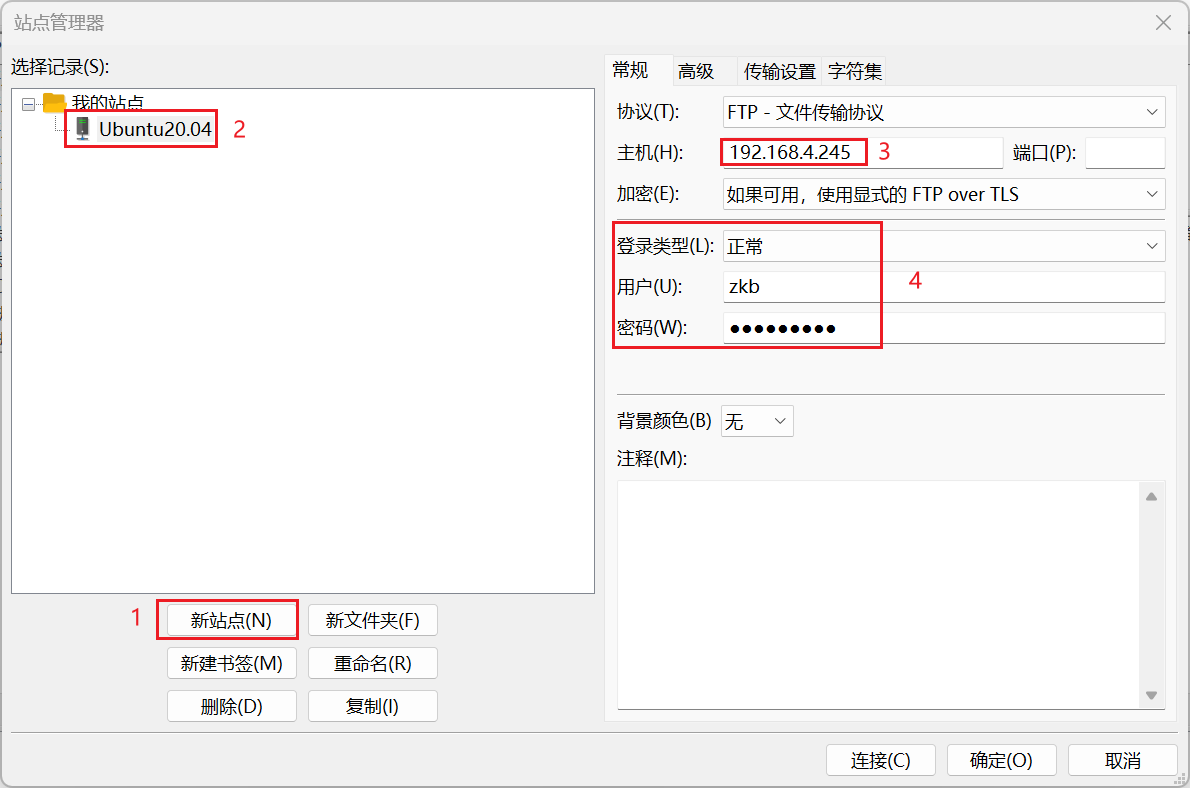 站点管理器
选择记录(S):
我的站点
Ubuntu20.04 2
1 新站点(N) 新文件夹(F)
新建书签(M) 重命名(R)
删除(D) 复制(I)
常规 高级 传输设置 字符集
协议(T): FTP - 文件传输协议
主机(H): 192.168.4.245 3 端口(P):
加密(E): 如果可用，使用显式的 FTP over TLS
登录类型(L): 正常
用户(U): zkb 4
密码(W): ●●●●●●●●●
背景颜色(B) 无
注释(M):
连接(C) 确定(O) 取消